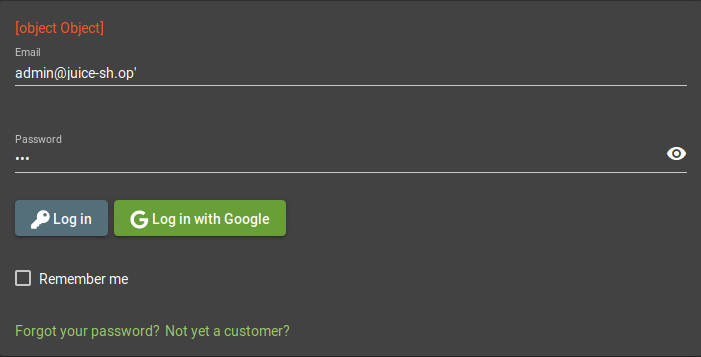 [object Object]
Email
admin@juice-sh.op'
Password
•••
Log in
Log in with Google
Remember me
Forgot your password? Not yet a customer?